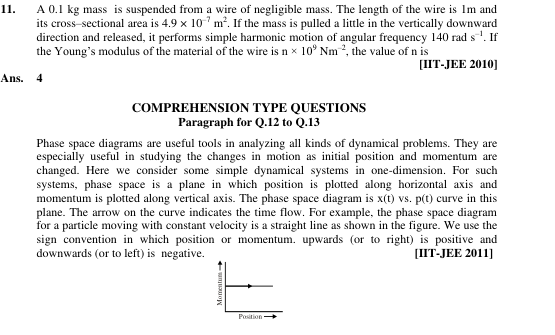 11. A 0.1 kg mass is suspended from a wire of negligible mass. The length of the wire is 1m and
its cross–sectional area is 4.9 × 10⁻⁷ m². If the mass is pulled a little in the vertically downward
direction and released, it performs simple harmonic motion of angular frequency 140 rad s⁻¹. If
the Young's modulus of the material of the wire is n × 10⁹ Nm⁻², the value of n is
[IIT-JEE 2010]
Ans. 4
COMPREHENSION TYPE QUESTIONS
Paragraph for Q.12 to Q.13
Phase space diagrams are useful tools in analyzing all kinds of dynamical problems. They are
especially useful in studying the changes in motion as initial position and momentum are
changed. Here we consider some simple dynamical systems in one-dimension. For such
systems, phase space is a plane in which position is plotted along horizontal axis and
momentum is plotted along vertical axis. The phase space diagram is x(t) vs. p(t) curve in this
plane. The arrow on the curve indicates the time flow. For example, the phase space diagram
for a particle moving with constant velocity is a straight line as shown in the figure. We use the
sign convention in which position or momentum. upwards (or to right) is positive and
downwards (or to left) is negative. [IIT-JEE 2011]
Momentum
Position